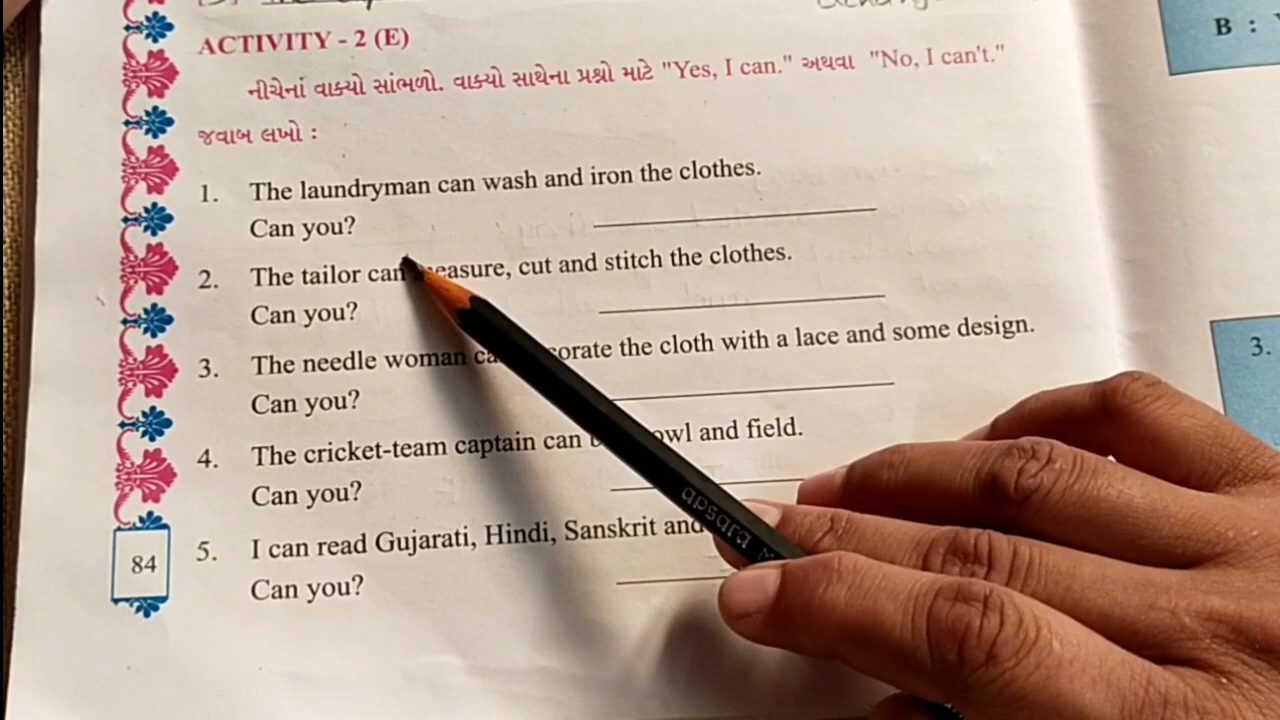 ACTIVITY - 2 (E)
નીચેનાં વાક્યો સાંભળો. વાક્યો સાથેના પ્રશ્નો માટે "Yes, I can." અથવા "No, I can't."
જવાબ લખો :
1. The laundryman can wash and iron the clothes.
Can you?
2. The tailor can measure, cut and stitch the clothes.
Can you?
3. The needle woman the cloth with a lace and some design.
Can you?
4. The cricket-team captain can and field.
Can you?
5. I can read Gujarati, Hindi, Sanskrit and
Can you?
84
B :
3.
apsara